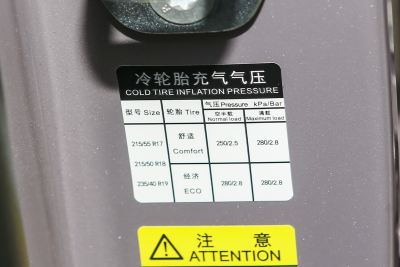 冷轮胎充气气压
COLD TIRE INFLATION PRESSURE
型号 Size 轮胎 Tire 气压 Pressure kPa/Bar
空半载 满载
Normal load Maximum load
215/55 R17 舒适
Comfort 250/2.5 280/2.8
215/50 R18
235/40 R19 经济
ECO 280/2.8 280/2.8
注意
ATTENTION